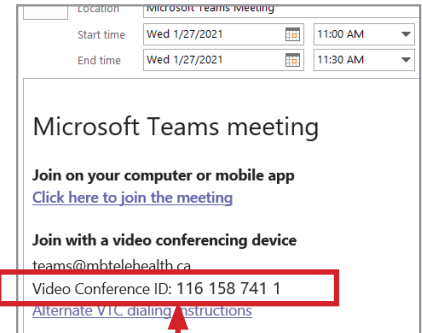 Location Microsoft Teams Meeting
Start time Wed 1/27/2021 11:00 AM
End time Wed 1/27/2021 11:30 AM
Microsoft Teams meeting
Join on your computer or mobile app
Click here to join the meeting
Join with a video conferencing device
teams@mbtelehealth.ca
Video Conference ID: 116 158 741 1
Alternate VTC dialing instructions